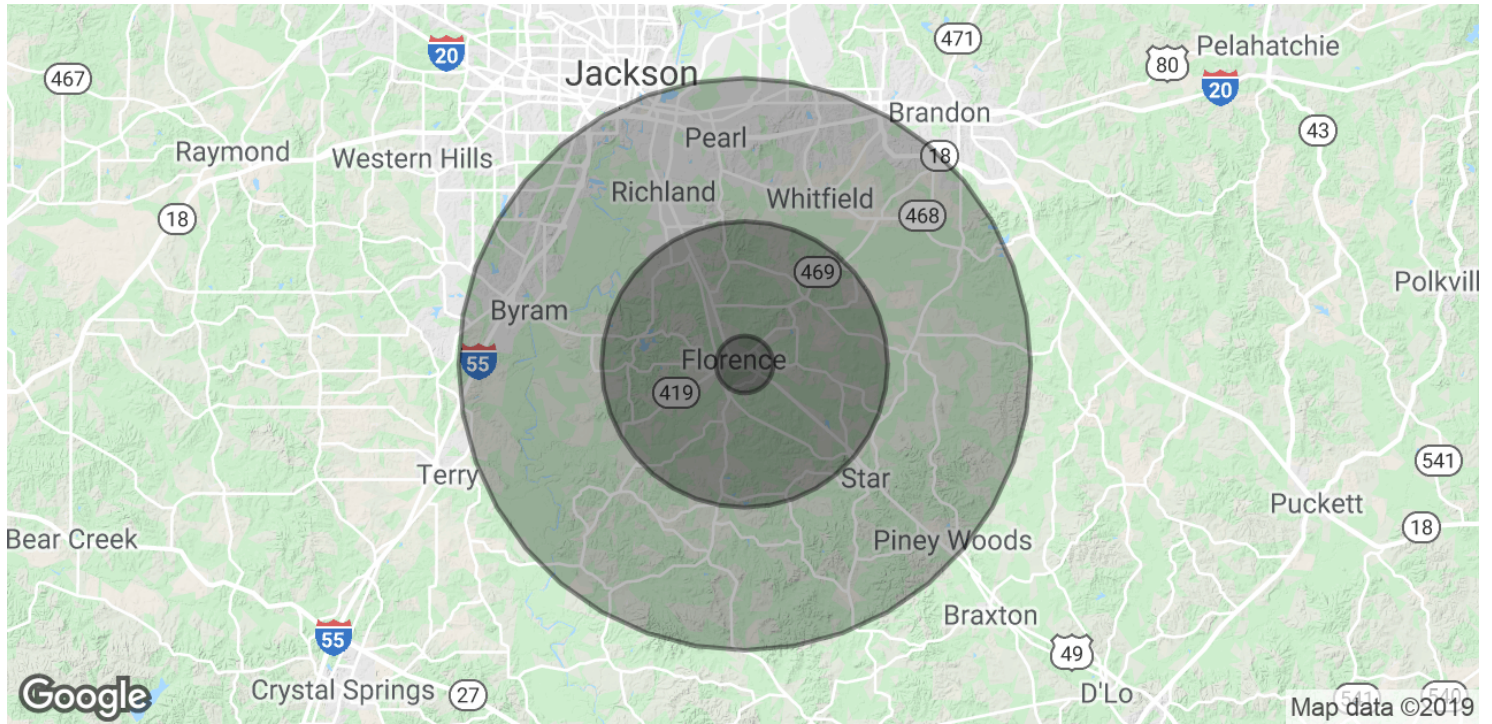 471
Pelahatchie
20
80
467
Jackson
20
Brandon
43
Pearl
Raymond
Western Hills
18
Richland
Whitfield
18
468
469
Polkvill
Byram
Florence
55
419
Terry
Star
541
Puckett
18
Bear Creek
Piney Woods
Braxton
55
49
Crystal Springs
27
D'Lo
541
540
Google
Map data ©2019